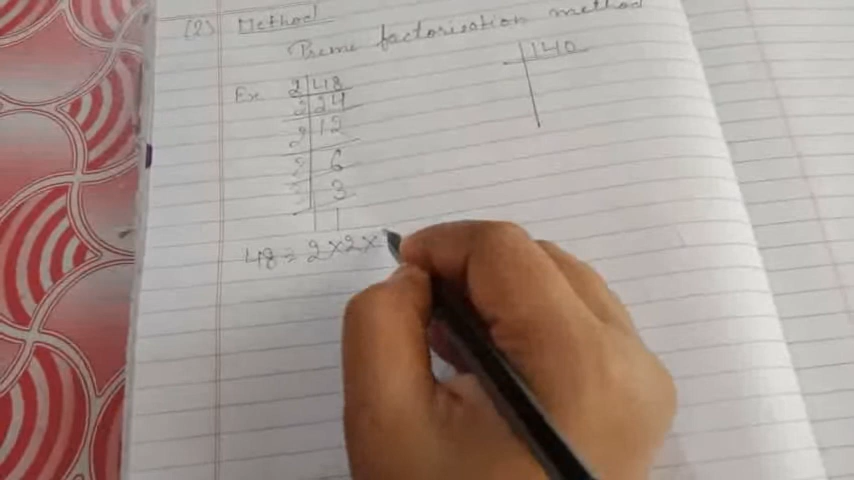 (2) Method
Prime factorisation method
Ex 2 48
2 24
2 12
2 6
3
1
140
48 = 2×2×